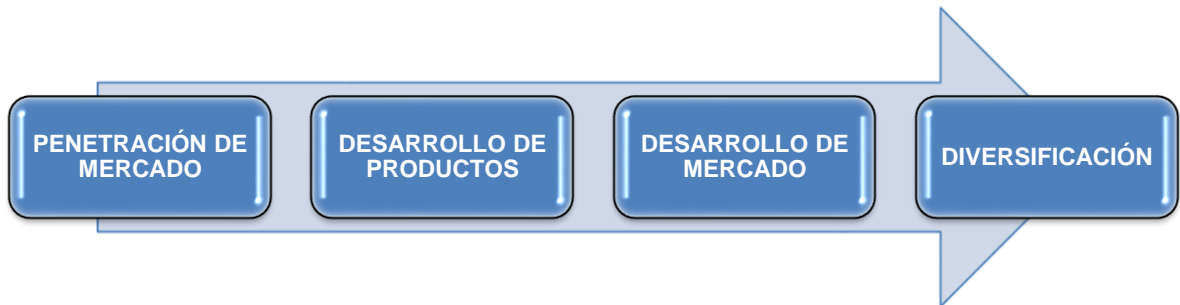 PENETRACIÓN DE
MERCADO
DESARROLLO DE
PRODUCTOS
DESARROLLO DE
MERCADO
DIVERSIFICACIÓN